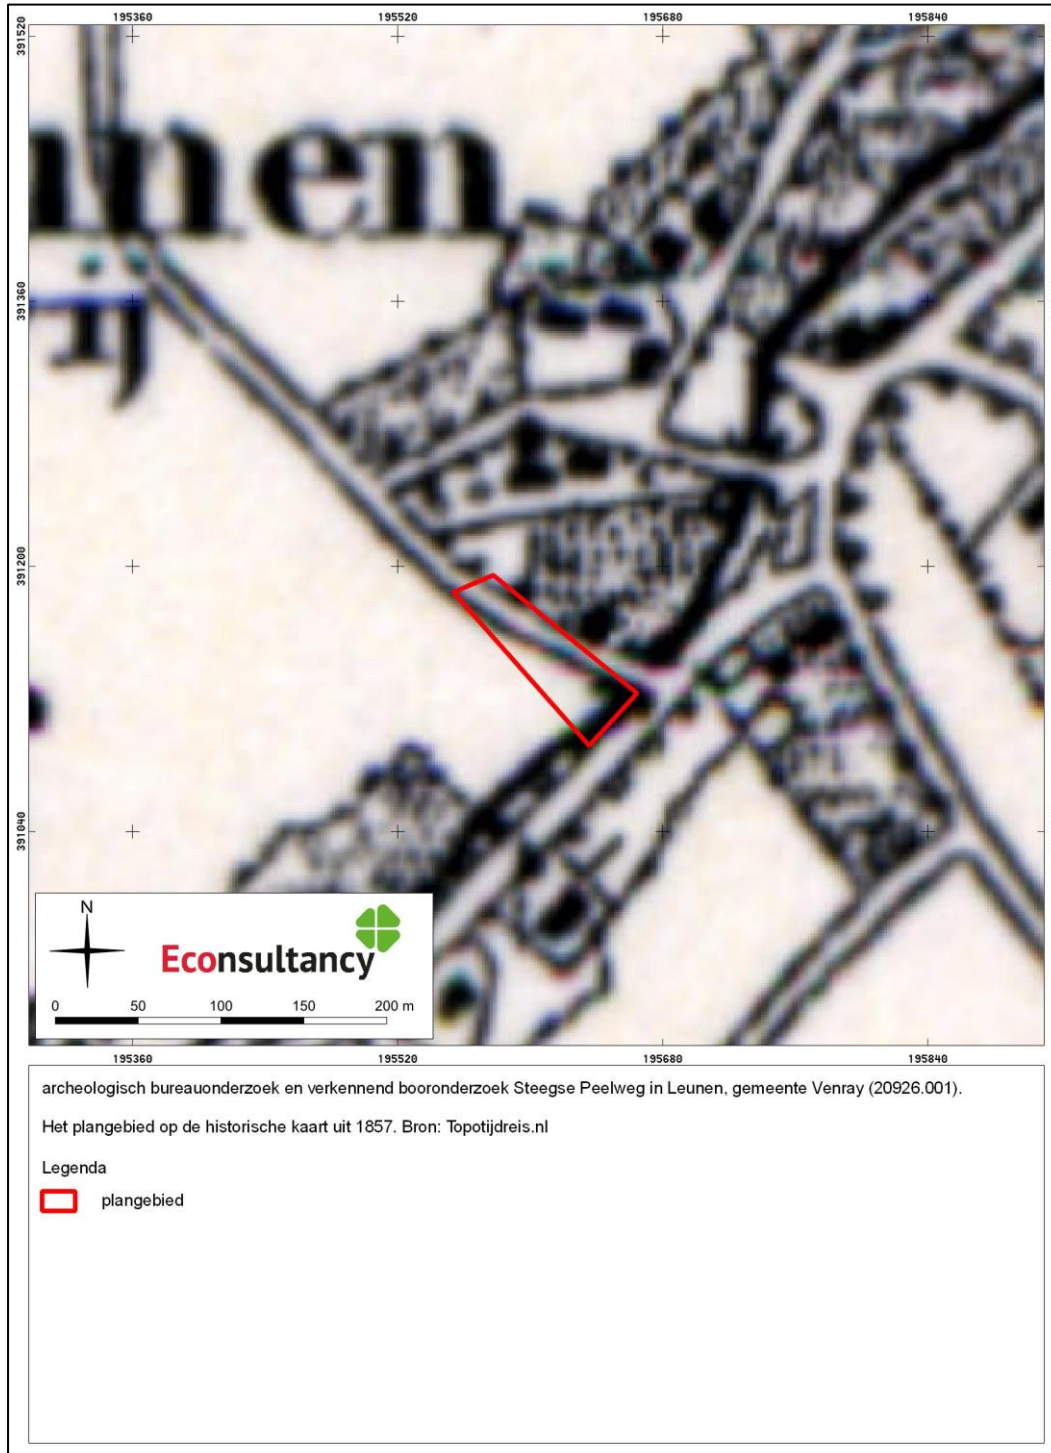 195360 195520 195680 195840
391520
nnen
391360
ij
391200
391040
N
Econsultancy
0 50 100 150 200 m
195360 195520 195680 195840
archeologisch bureauonderzoek en verkennend booronderzoek Steegse Peelweg in Leunen, gemeente Venray (20926.001).
Het plangebied op de historische kaart uit 1857. Bron: Topotijdreis.nl
Legenda
plangebied